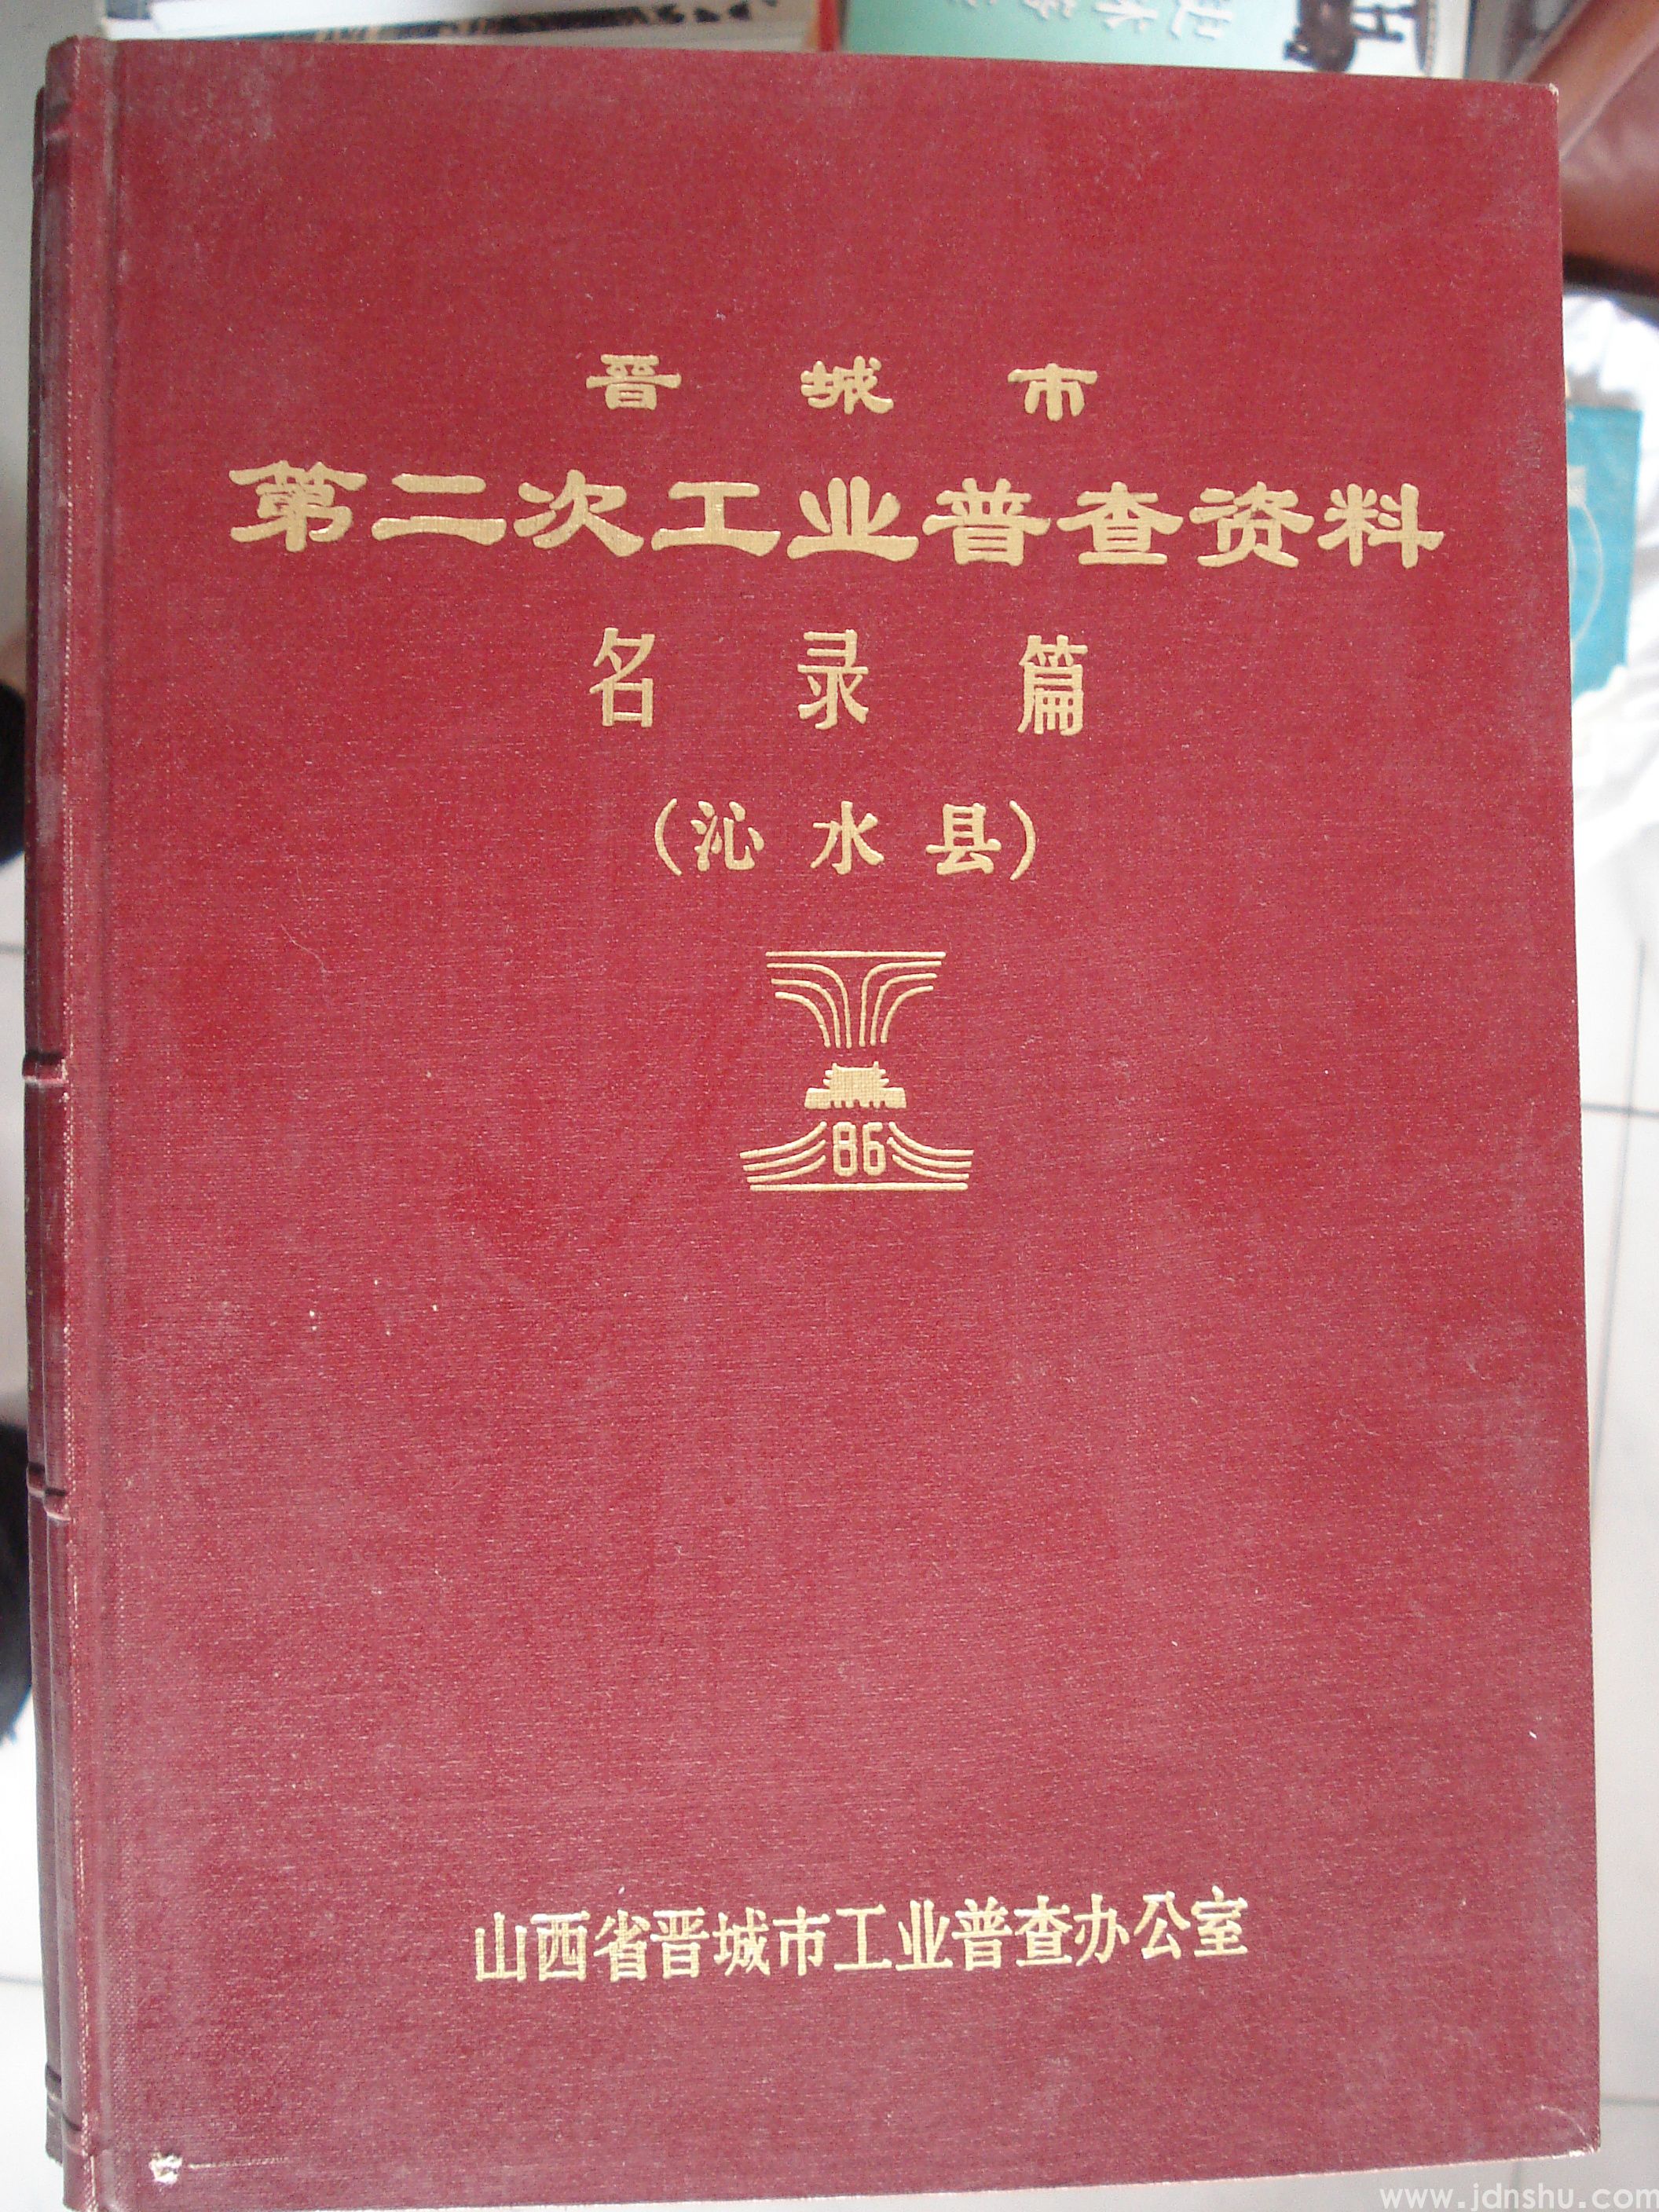 晋城市
第二次工业普查资料
名录篇
(沁水县)
86
山西省晋城市工业普查办公室
www.jdnshu.com